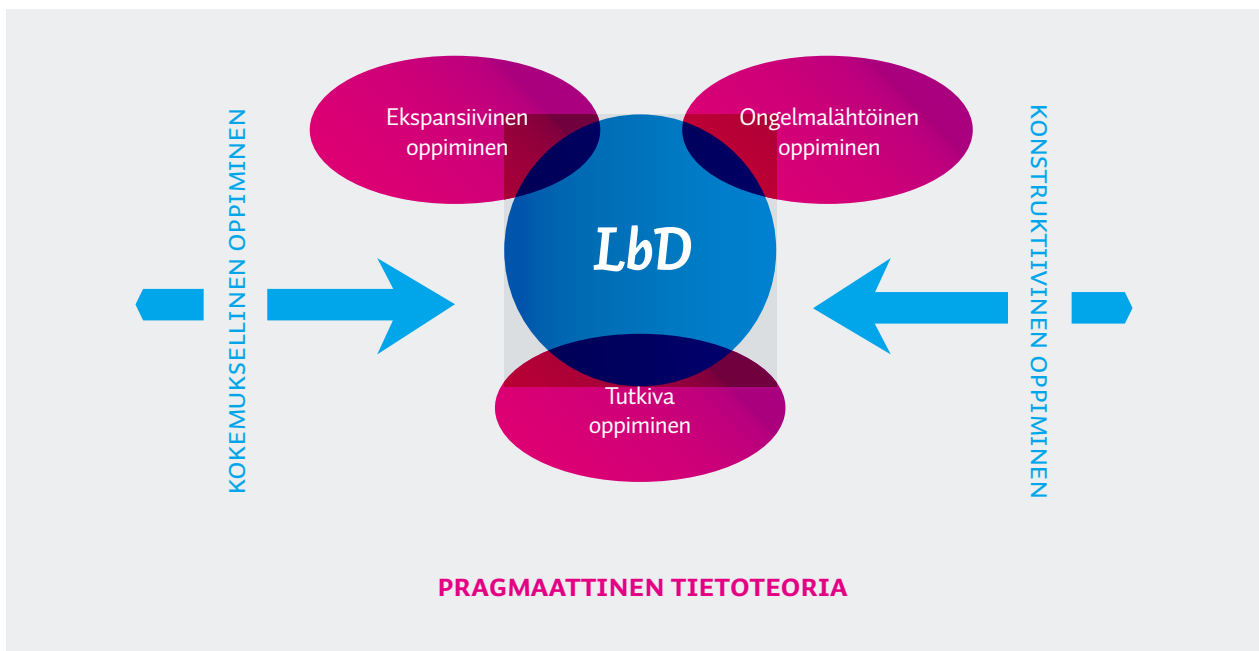 Ekspansiivinen
oppiminen
Ongelmalähtöinen
oppiminen
KOKEMUKSELLINEN OPPIMINEN
LbD
KONSTRUKTIIVINEN OPPIMINEN
Tutkiva
oppiminen
PRAGMAATTINEN TIETOTEORIA